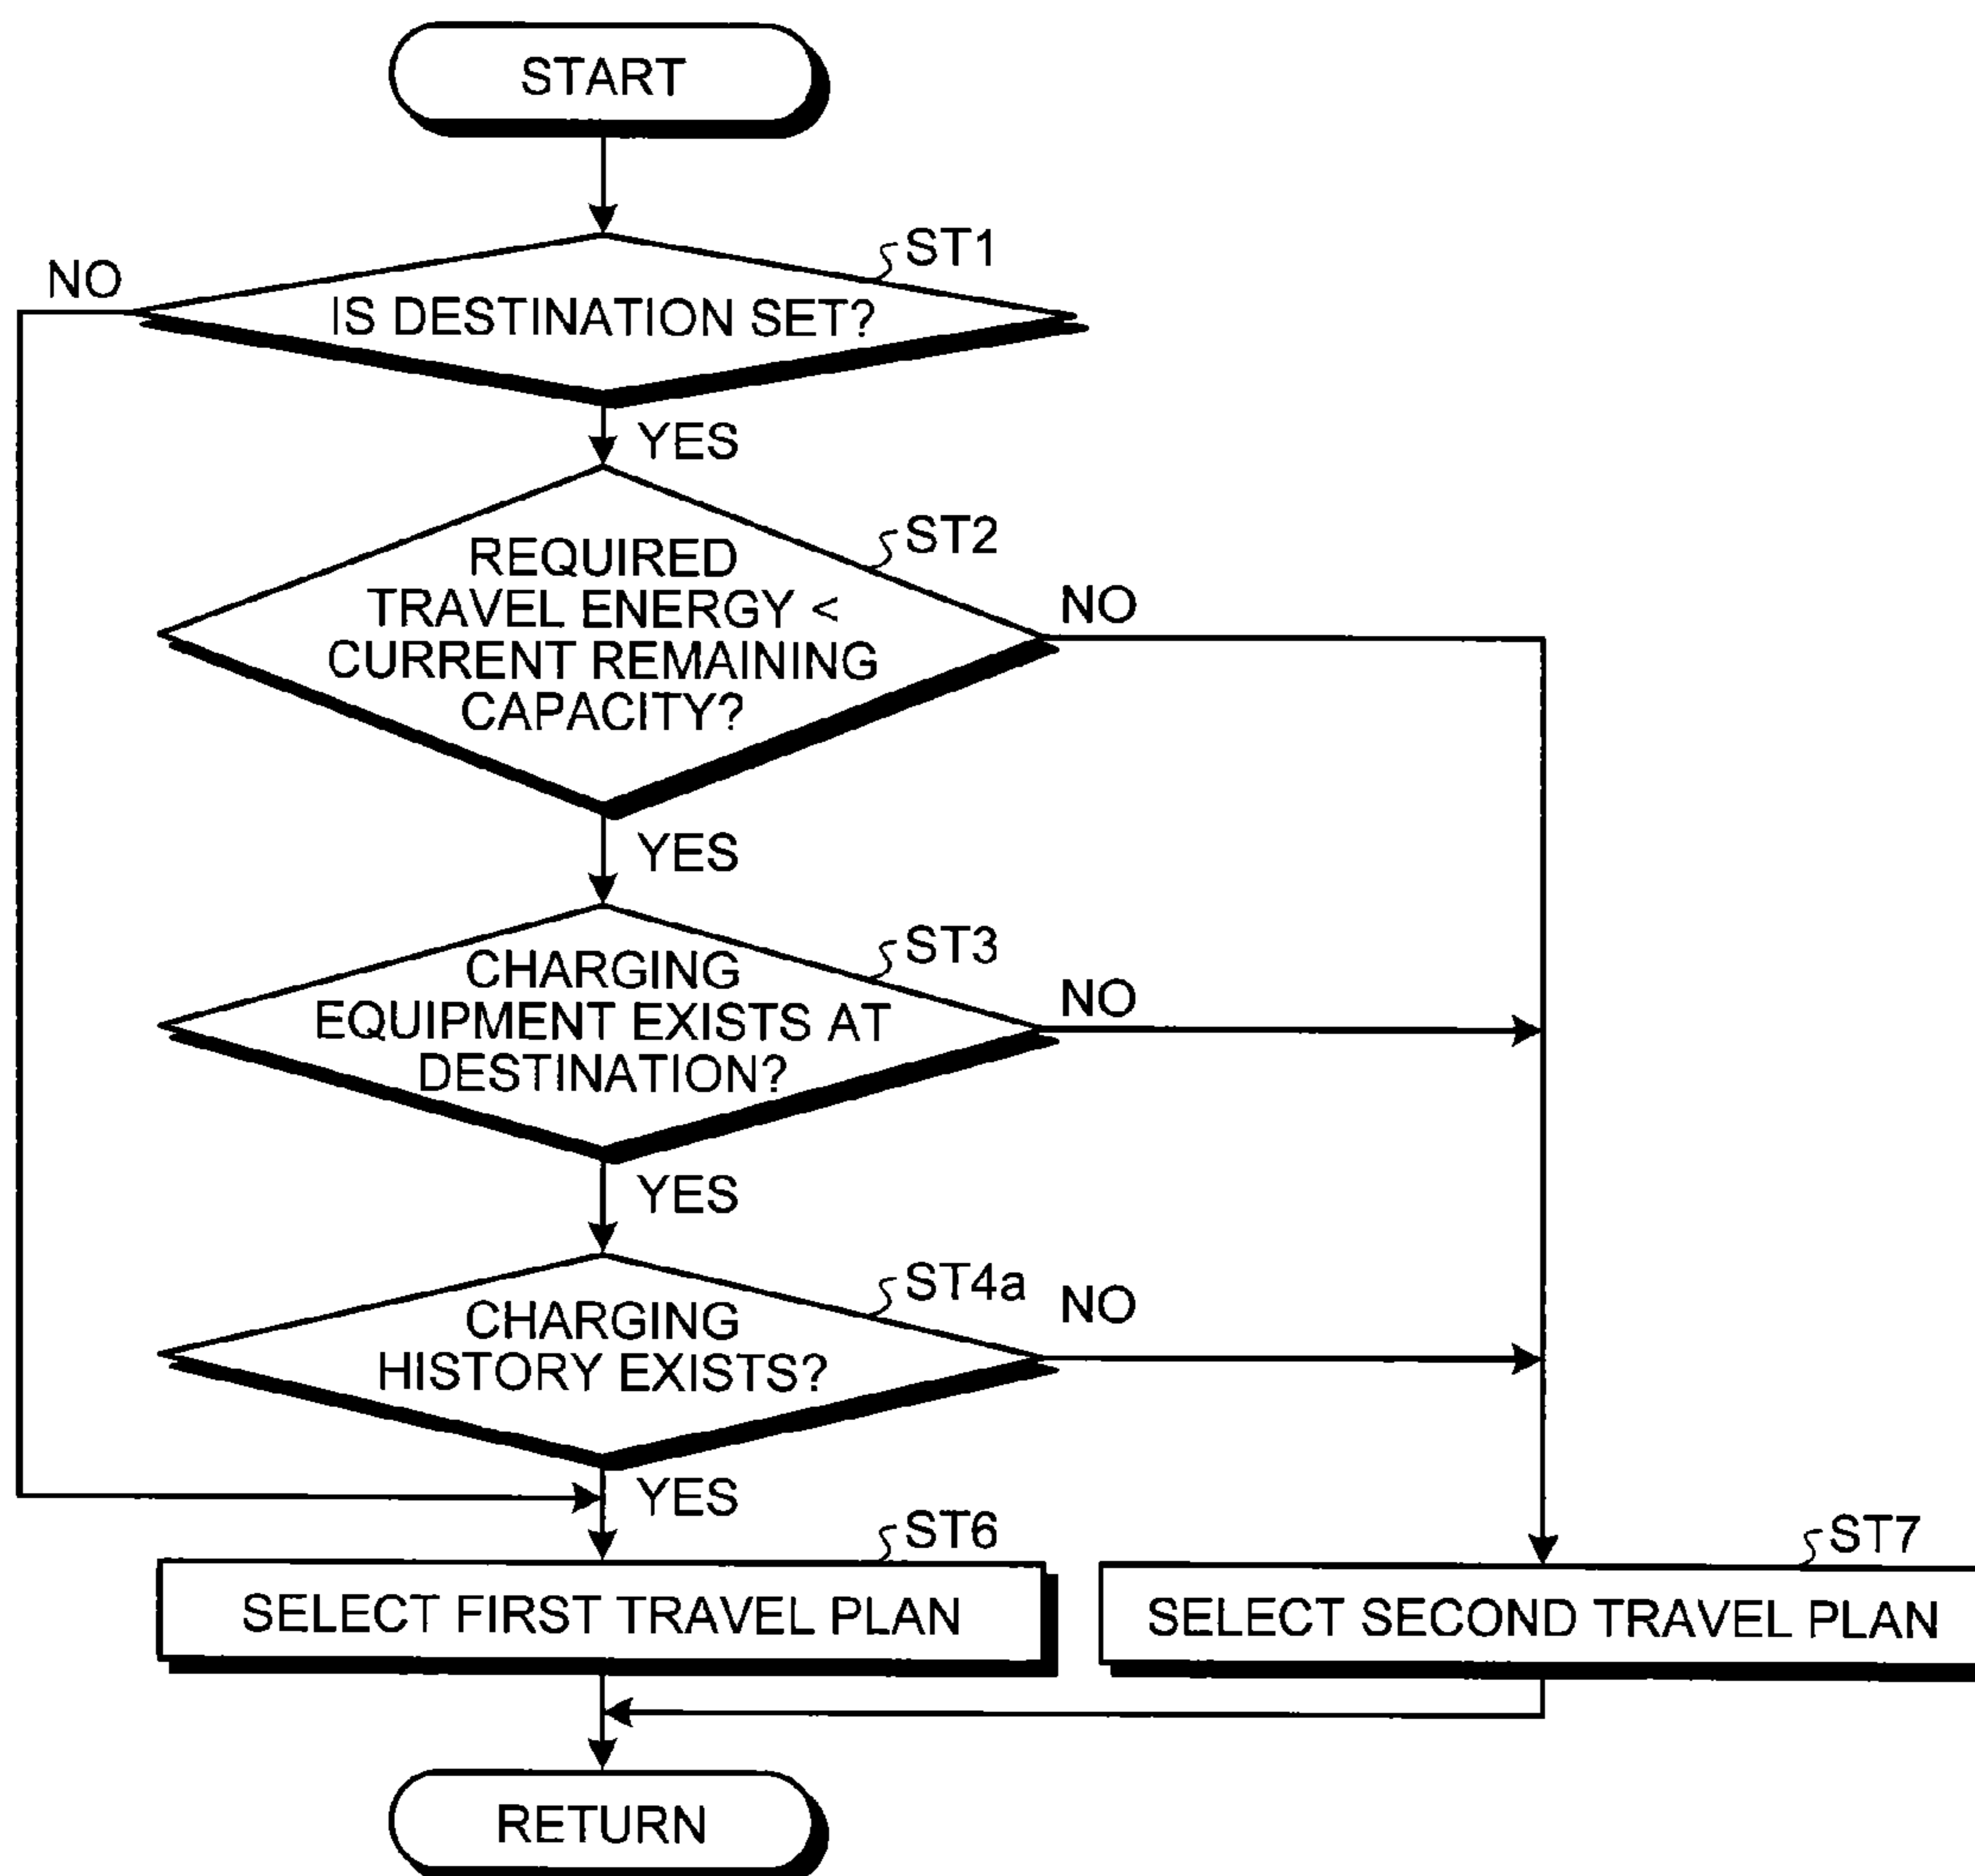 START
ST1
NO
IS DESTINATION SET?
YES
ST2
REQUIRED
TRAVEL ENERGY <
CURRENT REMAINING
CAPACITY?
NO
YES
ST3
CHARGING
EQUIPMENT EXISTS AT
DESTINATION?
NO
YES
ST4a
CHARGING
HISTORY EXISTS?
NO
YES
ST6
SELECT FIRST TRAVEL PLAN
ST7
SELECT SECOND TRAVEL PLAN
RETURN